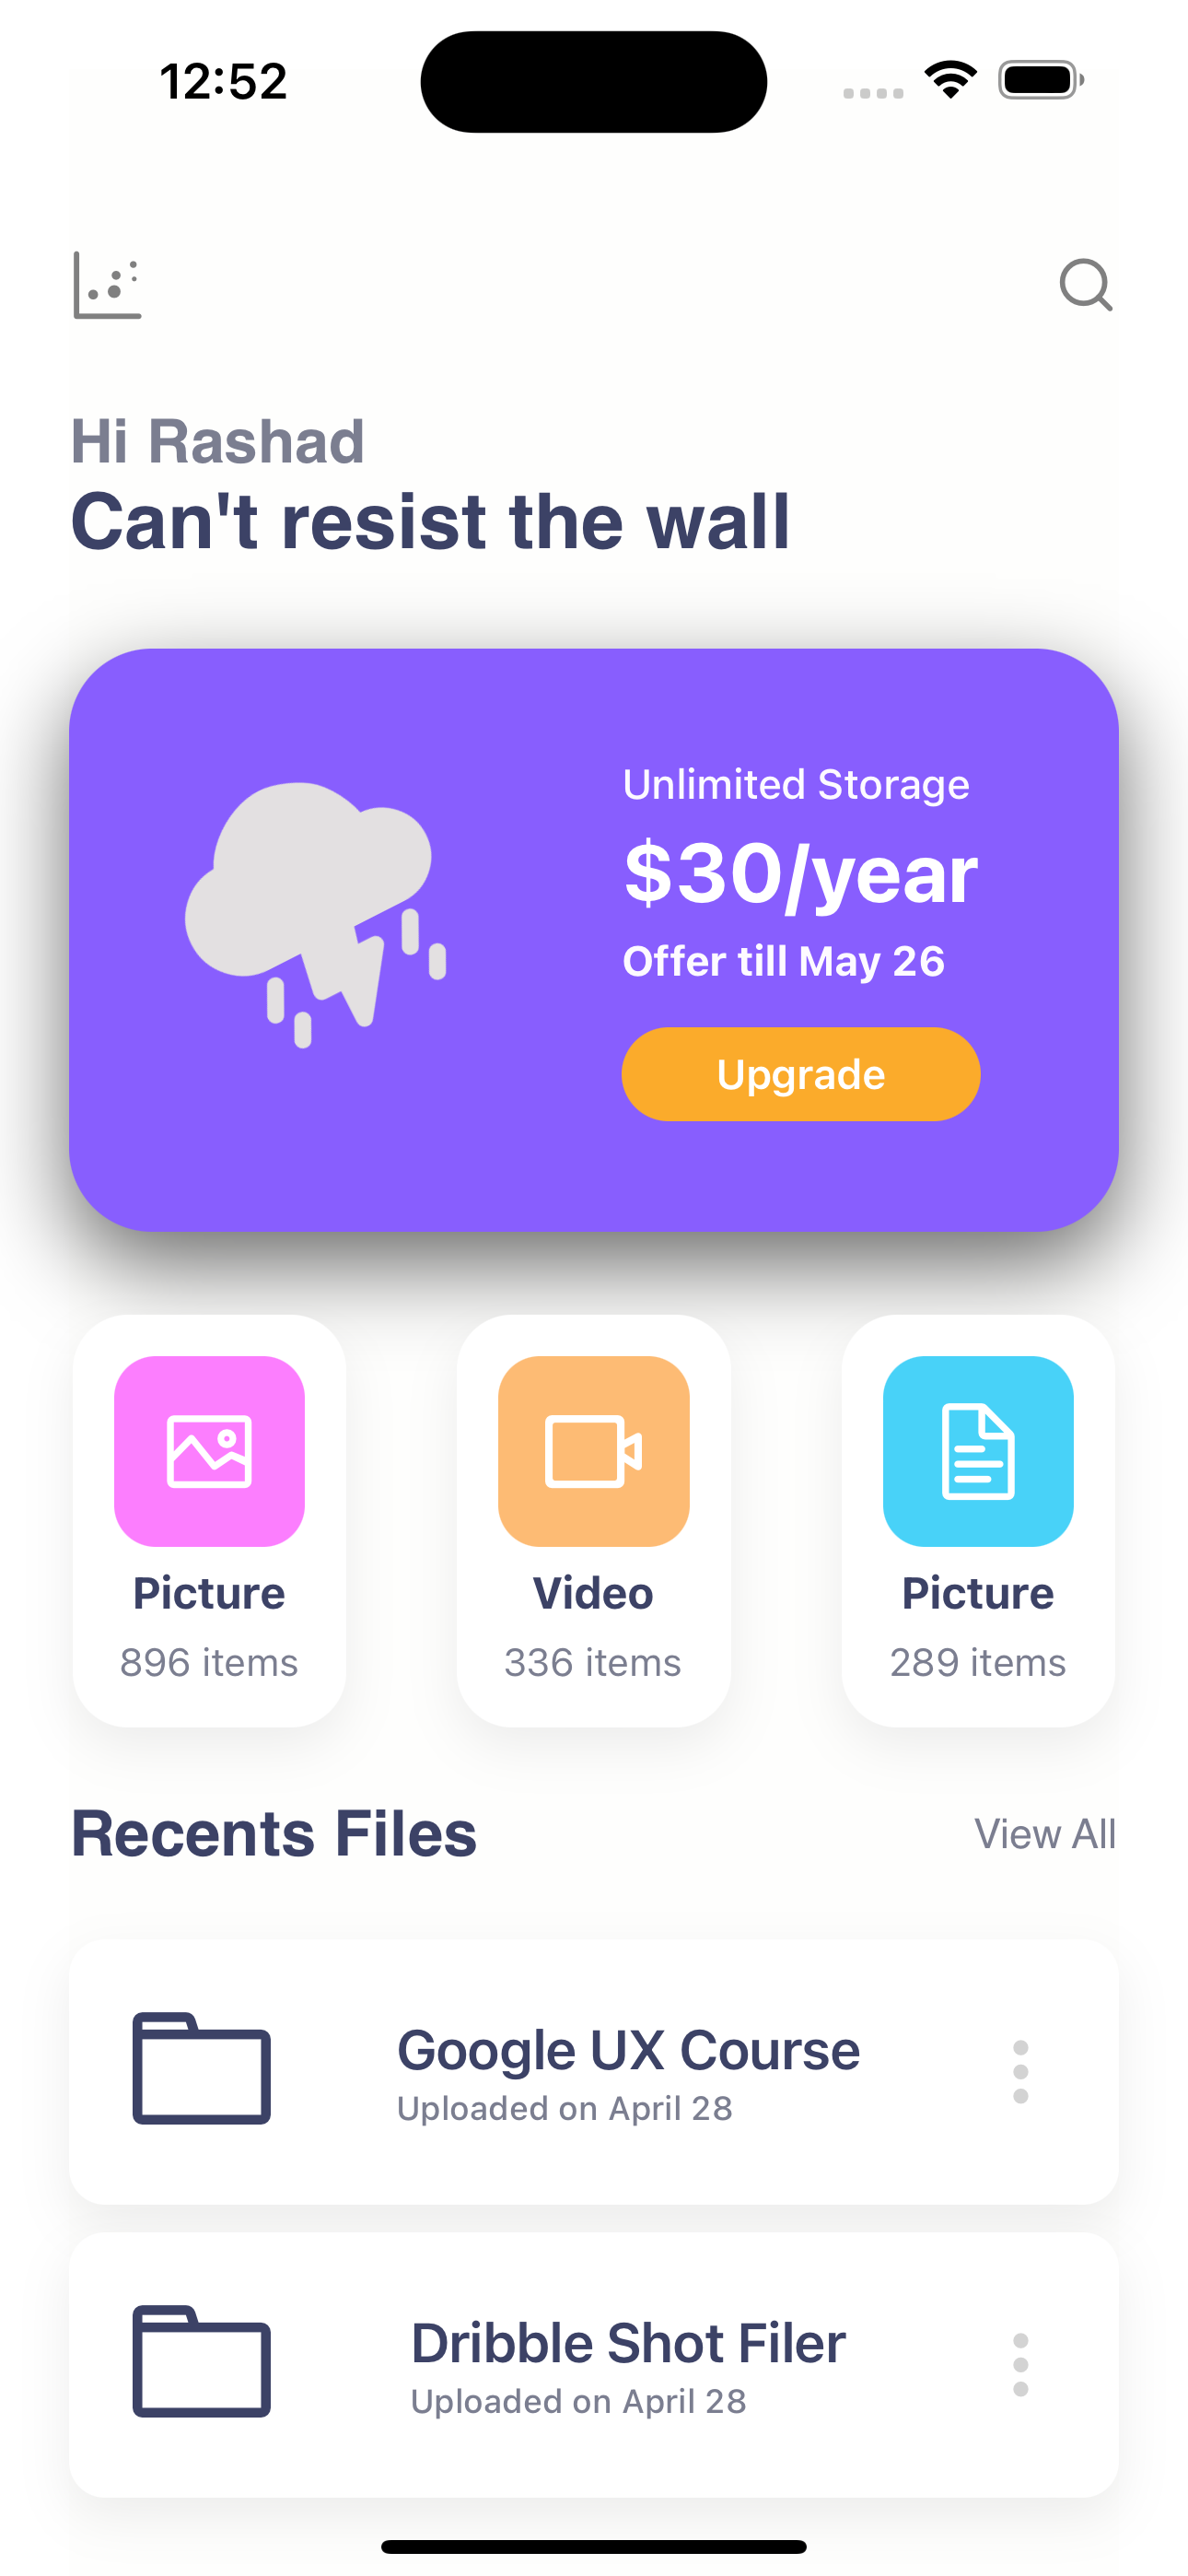 12:52
Hi Rashad
Can't resist the wall
Unlimited Storage
$30/year
Offer till May 26
Upgrade
Picture
896 items
Video
336 items
Picture
289 items
Recents Files
View All
Google UX Course
Uploaded on April 28
Dribble Shot Filer
Uploaded on April 28